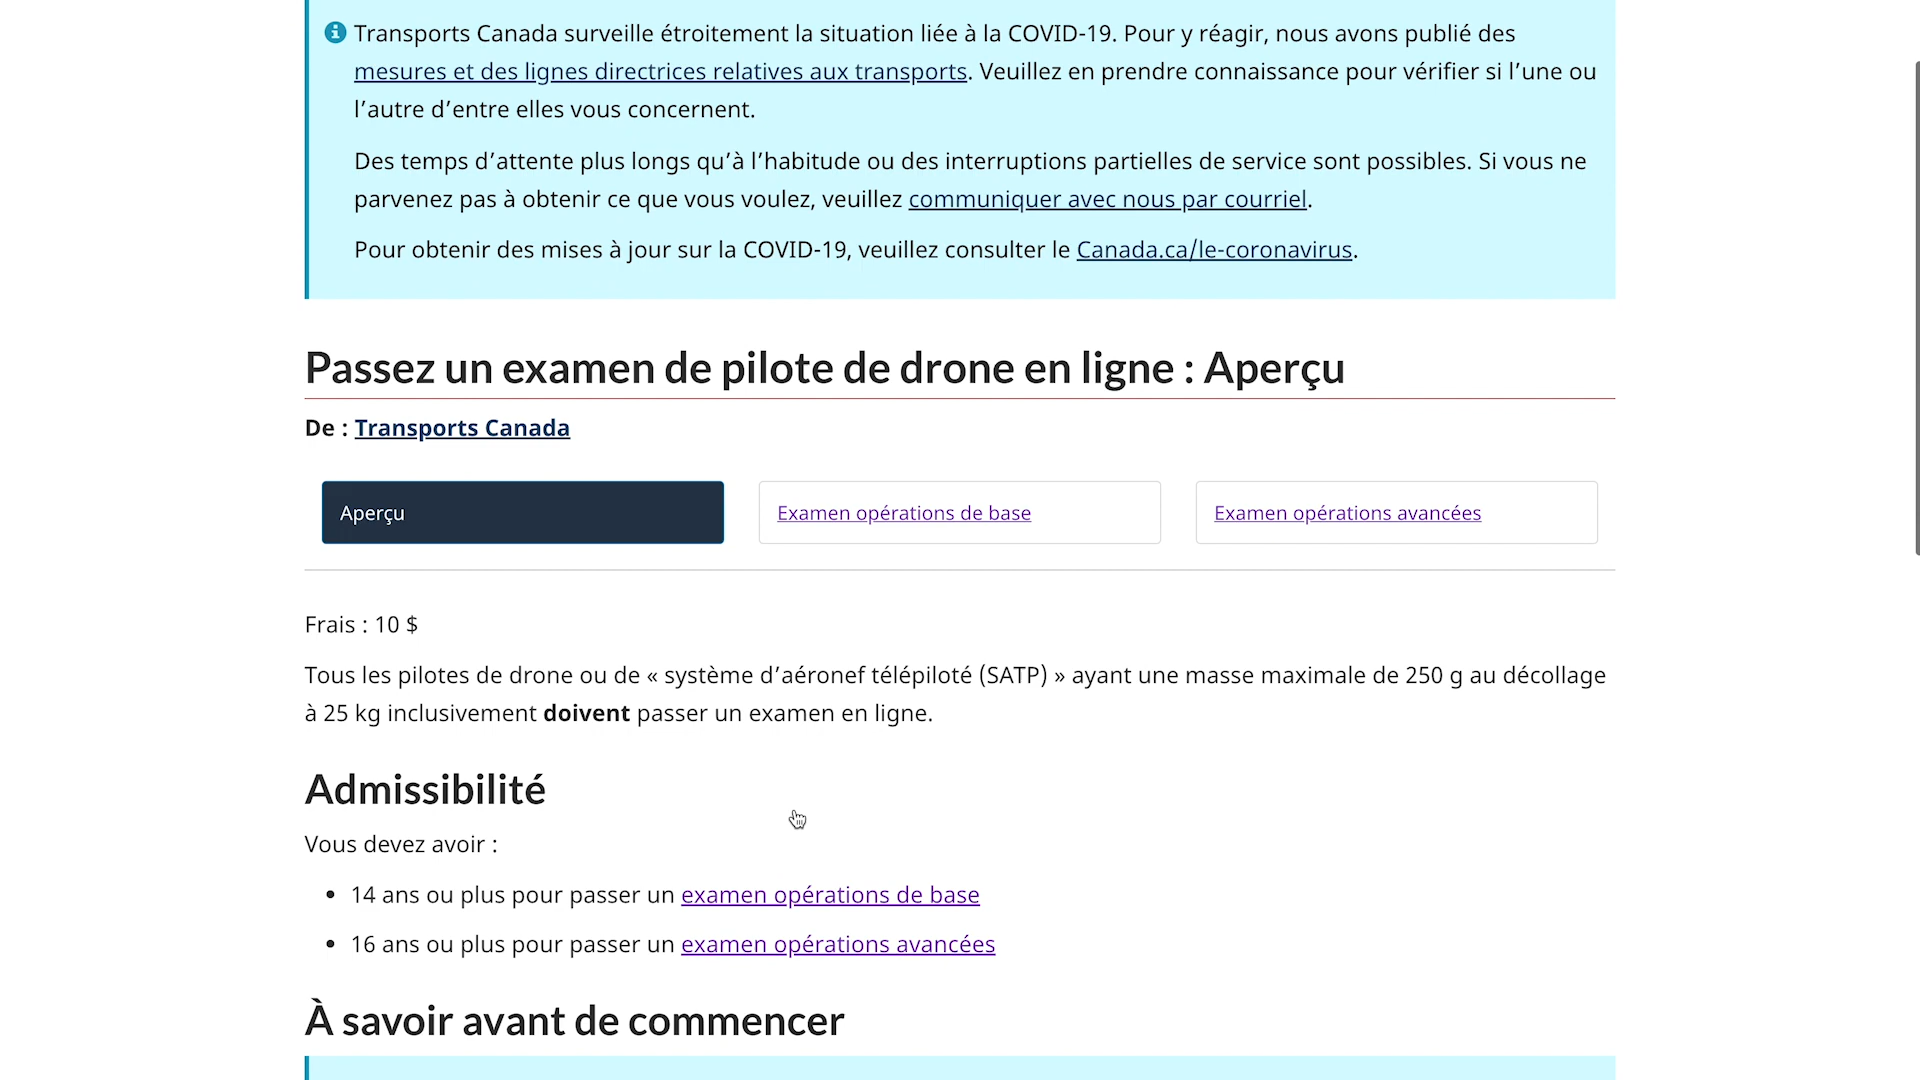 Transports Canada surveille étroitement la situation liée à la COVID-19. Pour y réagir, nous avons publié des
mesures et des lignes directrices relatives aux transports. Veuillez en prendre connaissance pour vérifier si l’une ou
l’autre d’entre elles vous concernent.
Des temps d’attente plus longs qu’à l’habitude ou des interruptions partielles de service sont possibles. Si vous ne
parvenez pas à obtenir ce que vous voulez, veuillez communiquer avec nous par courriel.
Pour obtenir des mises à jour sur la COVID-19, veuillez consulter le Canada.ca/le-coronavirus.
Passez un examen de pilote de drone en ligne : Aperçu
De : Transports Canada
Aperçu
Examen opérations de base
Examen opérations avancées
Frais : 10 $
Tous les pilotes de drone ou de « système d’aéronef télépiloté (SATP) » ayant une masse maximale de 250 g au décollage
à 25 kg inclusivement doivent passer un examen en ligne.
Admissibilité
Vous devez avoir :
• 14 ans ou plus pour passer un examen opérations de base
• 16 ans ou plus pour passer un examen opérations avancées
À savoir avant de commencer